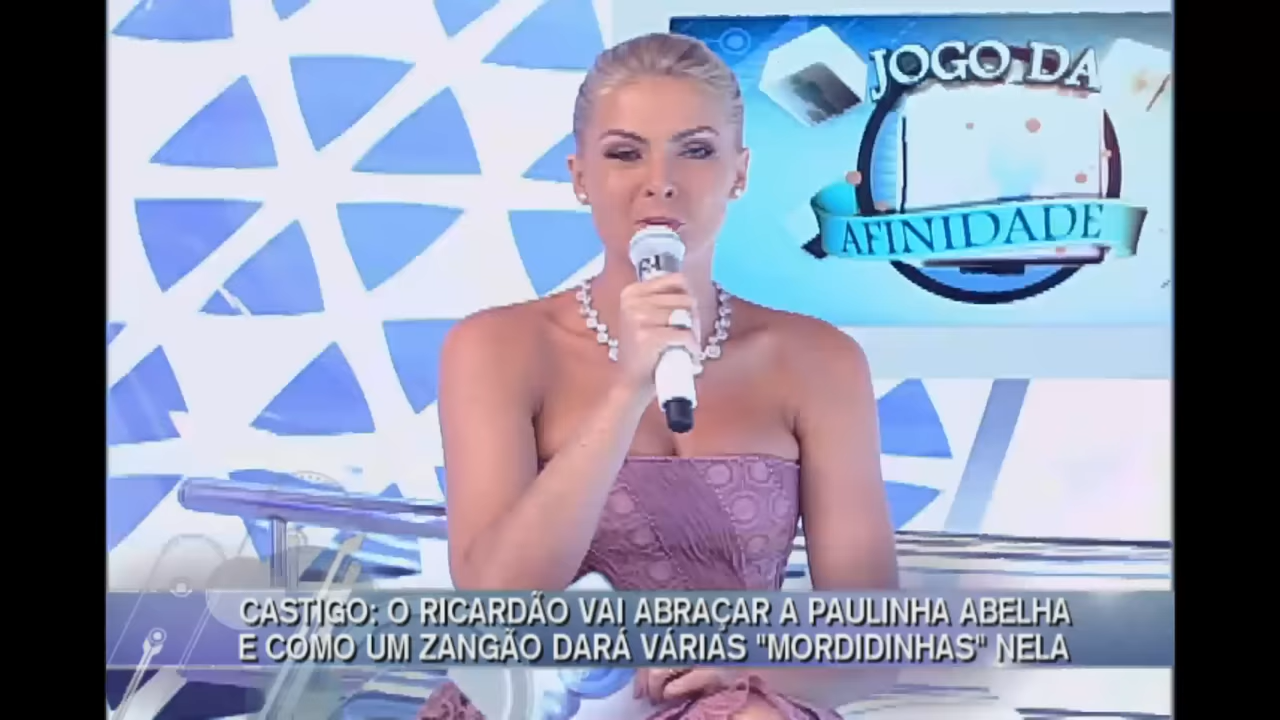 JOGO DA
AFINIDADE
CASTIGO: O RICARDÃO VAI ABRAÇAR A PAULINHA ABELHA
E COMO UM ZANGÃO DARÁ VÁRIAS "MORDIDINHAS" NELA